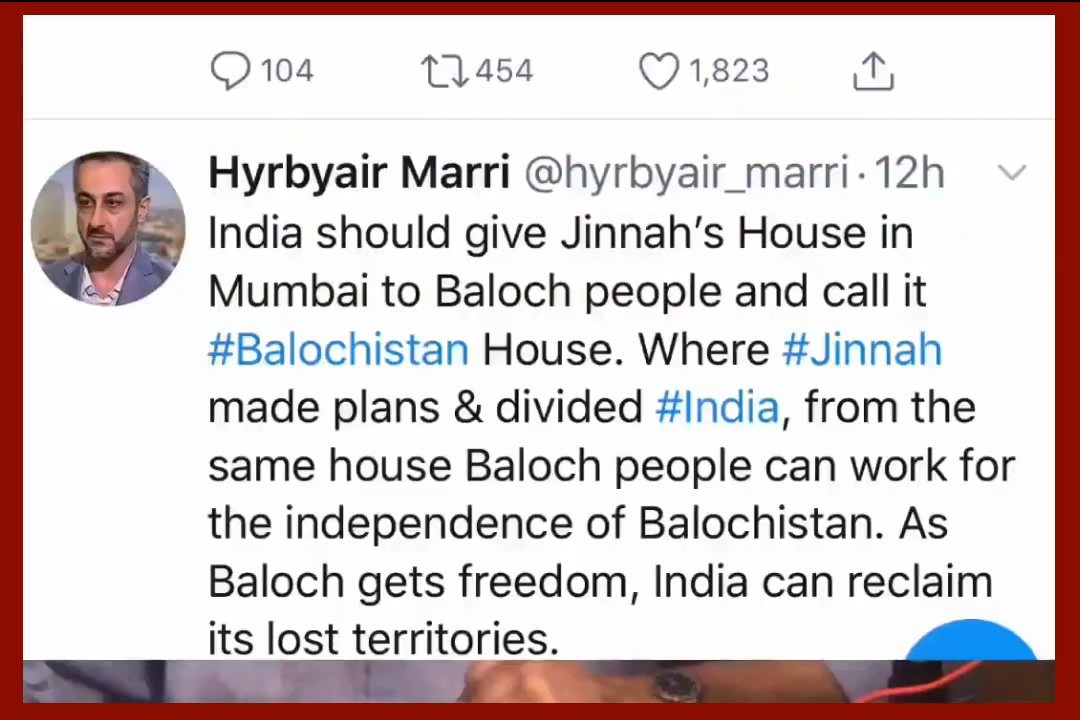 104 454 1,823
Hyrbyair Marri @hyrbyair_marri · 12h
India should give Jinnah's House in
Mumbai to Baloch people and call it
#Balochistan House. Where #Jinnah
made plans & divided #India, from the
same house Baloch people can work for
the independence of Balochistan. As
Baloch gets freedom, India can reclaim
its lost territories.